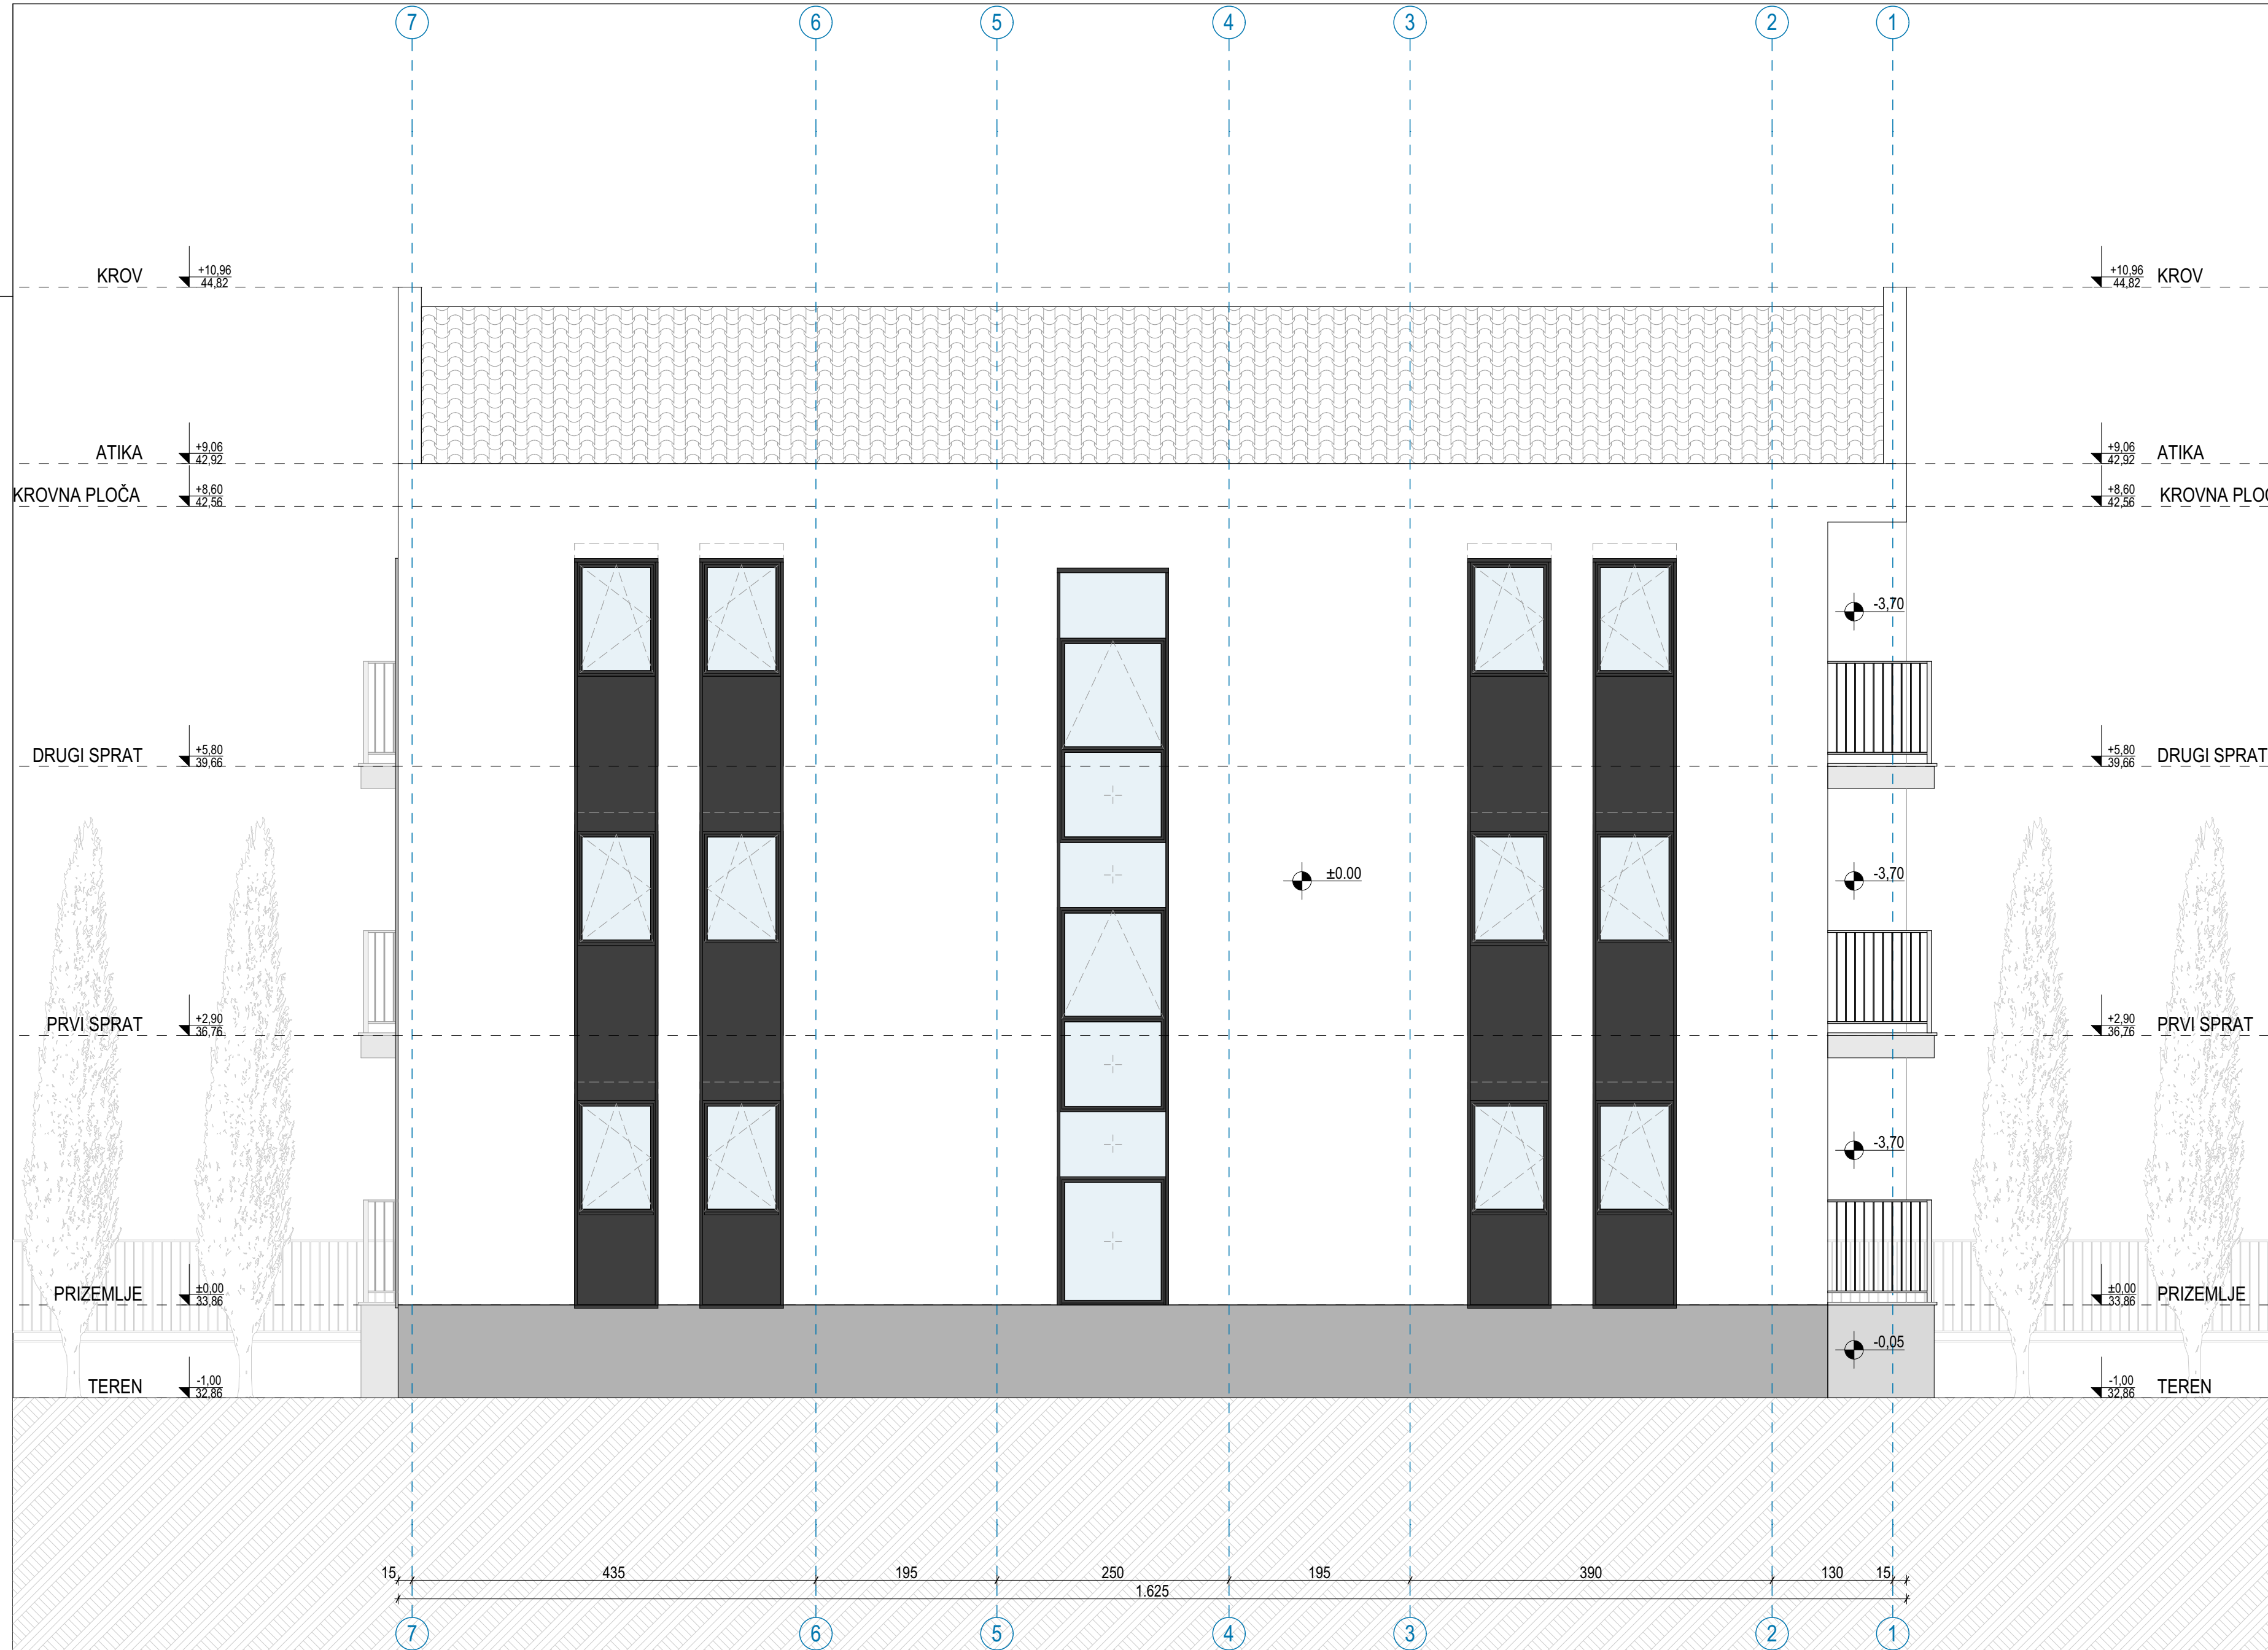 7 6 5 4 3 2 1
KROV +10,96 +10,96 KROV
44,82 44,82
ATIKA +9,06 +9,06 ATIKA
42,92 42,92
KROVNA PLOČA +8,60 +8,60 KROVNA
42,56 42,56
-3,70
DRUGI SPRAT +5,80 +5,80 DRUGI SPRAT
39,66 39,66
±0.00 -3,70
PRVI SPRAT +2,90 +2,90 PRVI SPRAT
36,76 36,76
-3,70
PRIZEMLJE ±0,00 ±0,00 PRIZEMLJE
33,86 33,86
-0,05
TEREN -1,00 -1,00 TEREN
32,86 32,86
15 435 195 250 195 390 130 15
1.625
7 6 5 4 3 2 1